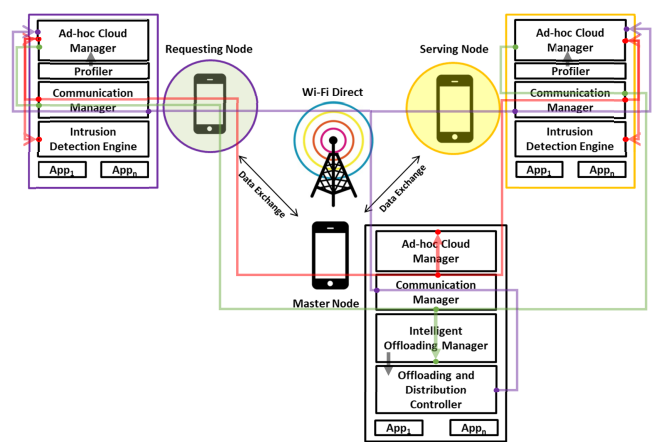 Ad-hoc Cloud
Manager
Profiler
Communication
Manager
Intrusion
Detection Engine
App1
Appn
Requesting Node
Wi-Fi Direct
Serving Node
Ad-hoc Cloud
Manager
Profiler
Communication
Manager
Intrusion
Detection Engine
App1
Appn
Data Exchange
Data Exchange
Master Node
Ad-hoc Cloud
Manager
Communication
Manager
Intelligent
Offloading Manager
Offloading and
Distribution
Controller
App1
Appn